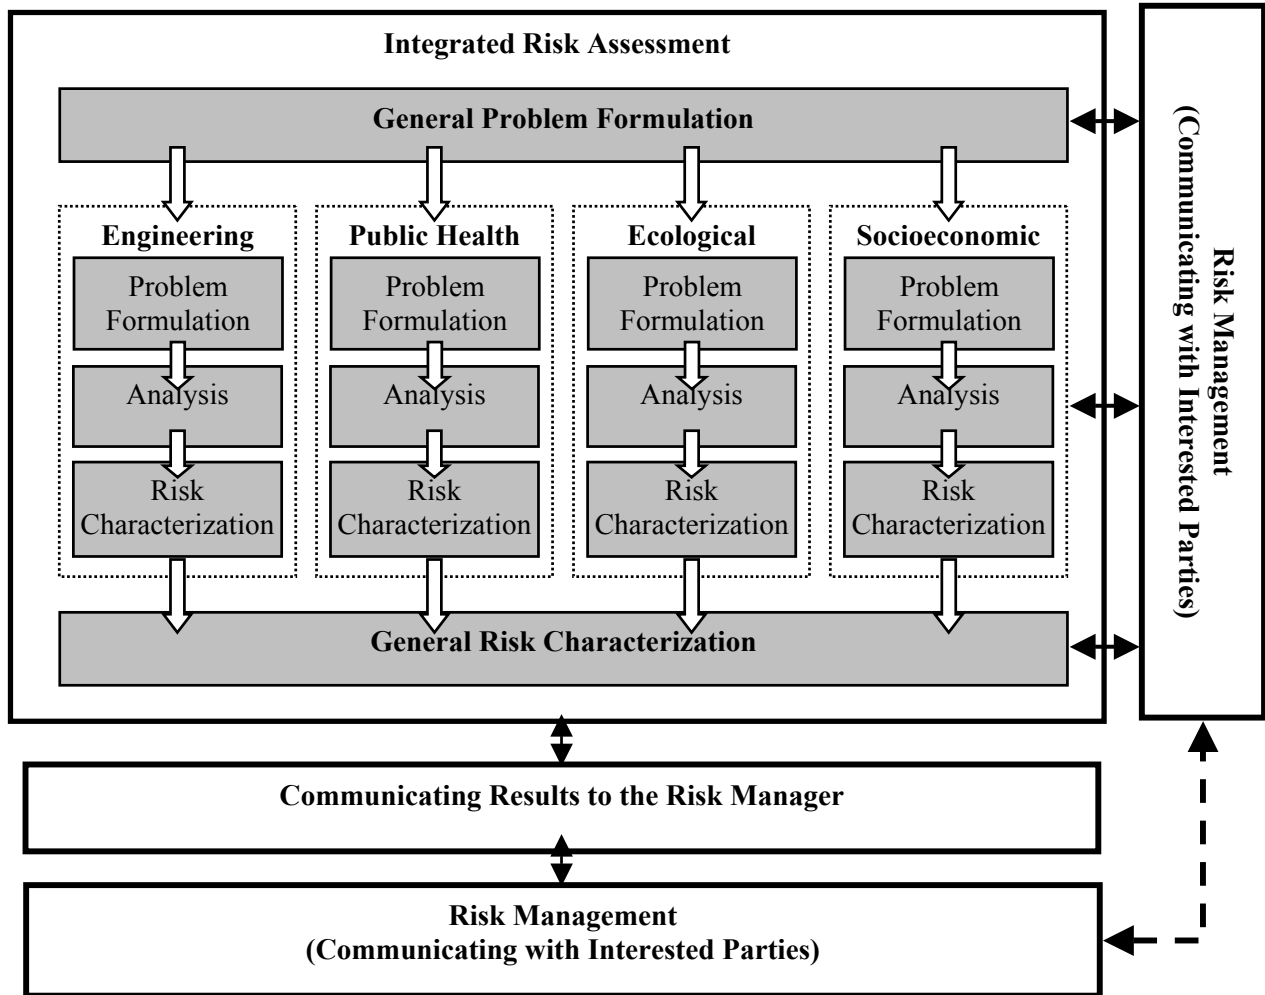 Integrated Risk Assessment
General Problem Formulation
Engineering
Problem
Formulation
Analysis
Risk
Characterization
Public Health
Problem
Formulation
Analysis
Risk
Characterization
Ecological
Problem
Formulation
Analysis
Risk
Characterization
Socioeconomic
Problem
Formulation
Analysis
Risk
Characterization
General Risk Characterization
Risk Management
(Communicating with Interested Parties)
Communicating Results to the Risk Manager
Risk Management
(Communicating with Interested Parties)